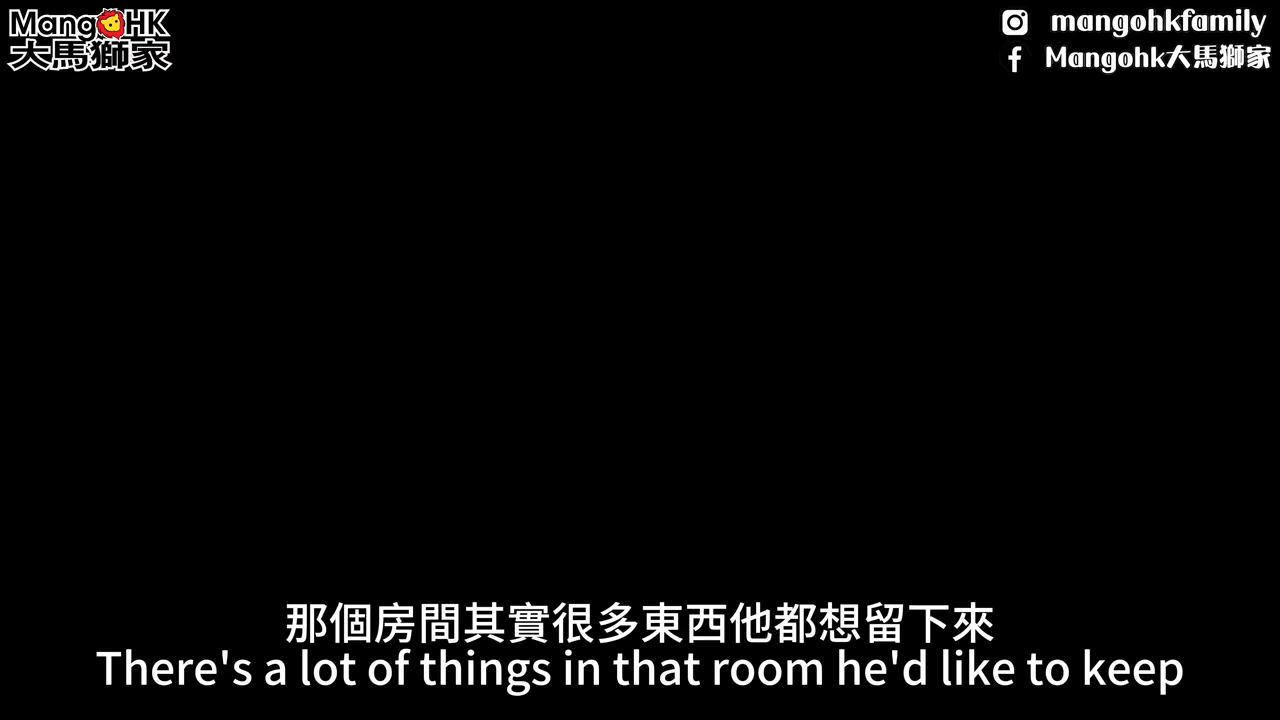 MangoHK
大馬獅家
mangohkfamily
Mangohk大馬獅家
那個房間其實很多東西他都想留下來
There's a lot of things in that room he'd like to keep